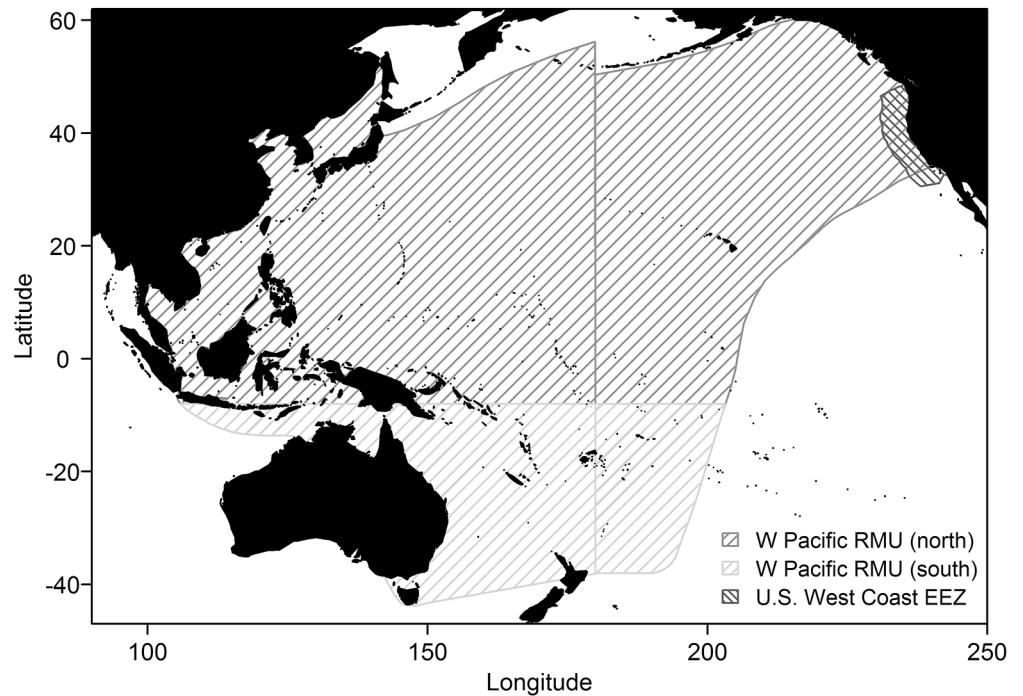 60
40
20
0
-20
-40
Latitude
W Pacific RMU (north)
W Pacific RMU (south)
U.S. West Coast EEZ
100
150
200
250
Longitude